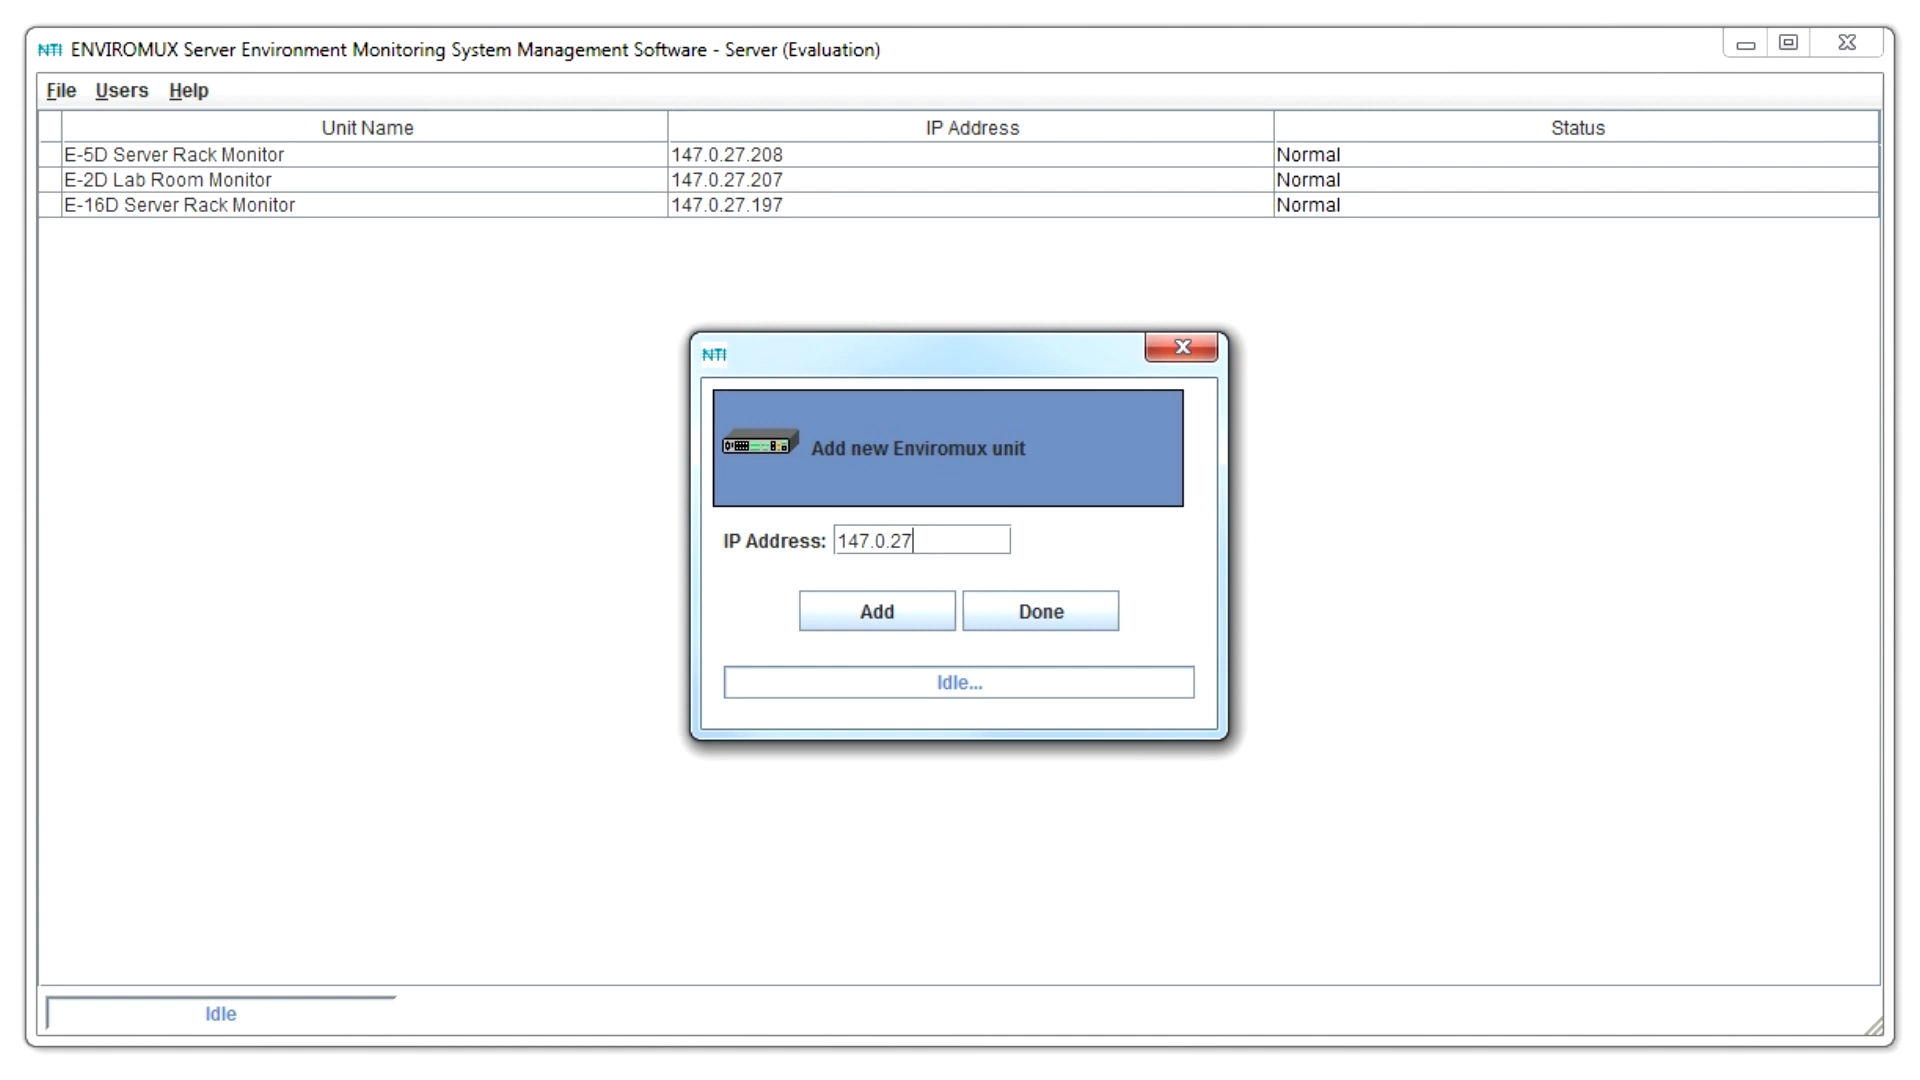 NTI ENVIROMUX Server Environment Monitoring System Management Software - Server (Evaluation)
File Users Help
Unit Name IP Address Status
E-5D Server Rack Monitor 147.0.27.208 Normal
E-2D Lab Room Monitor 147.0.27.207 Normal
E-16D Server Rack Monitor 147.0.27.197 Normal
NTI
Add new Enviromux unit
IP Address: 147.0.27
Add Done
Idle...
Idle